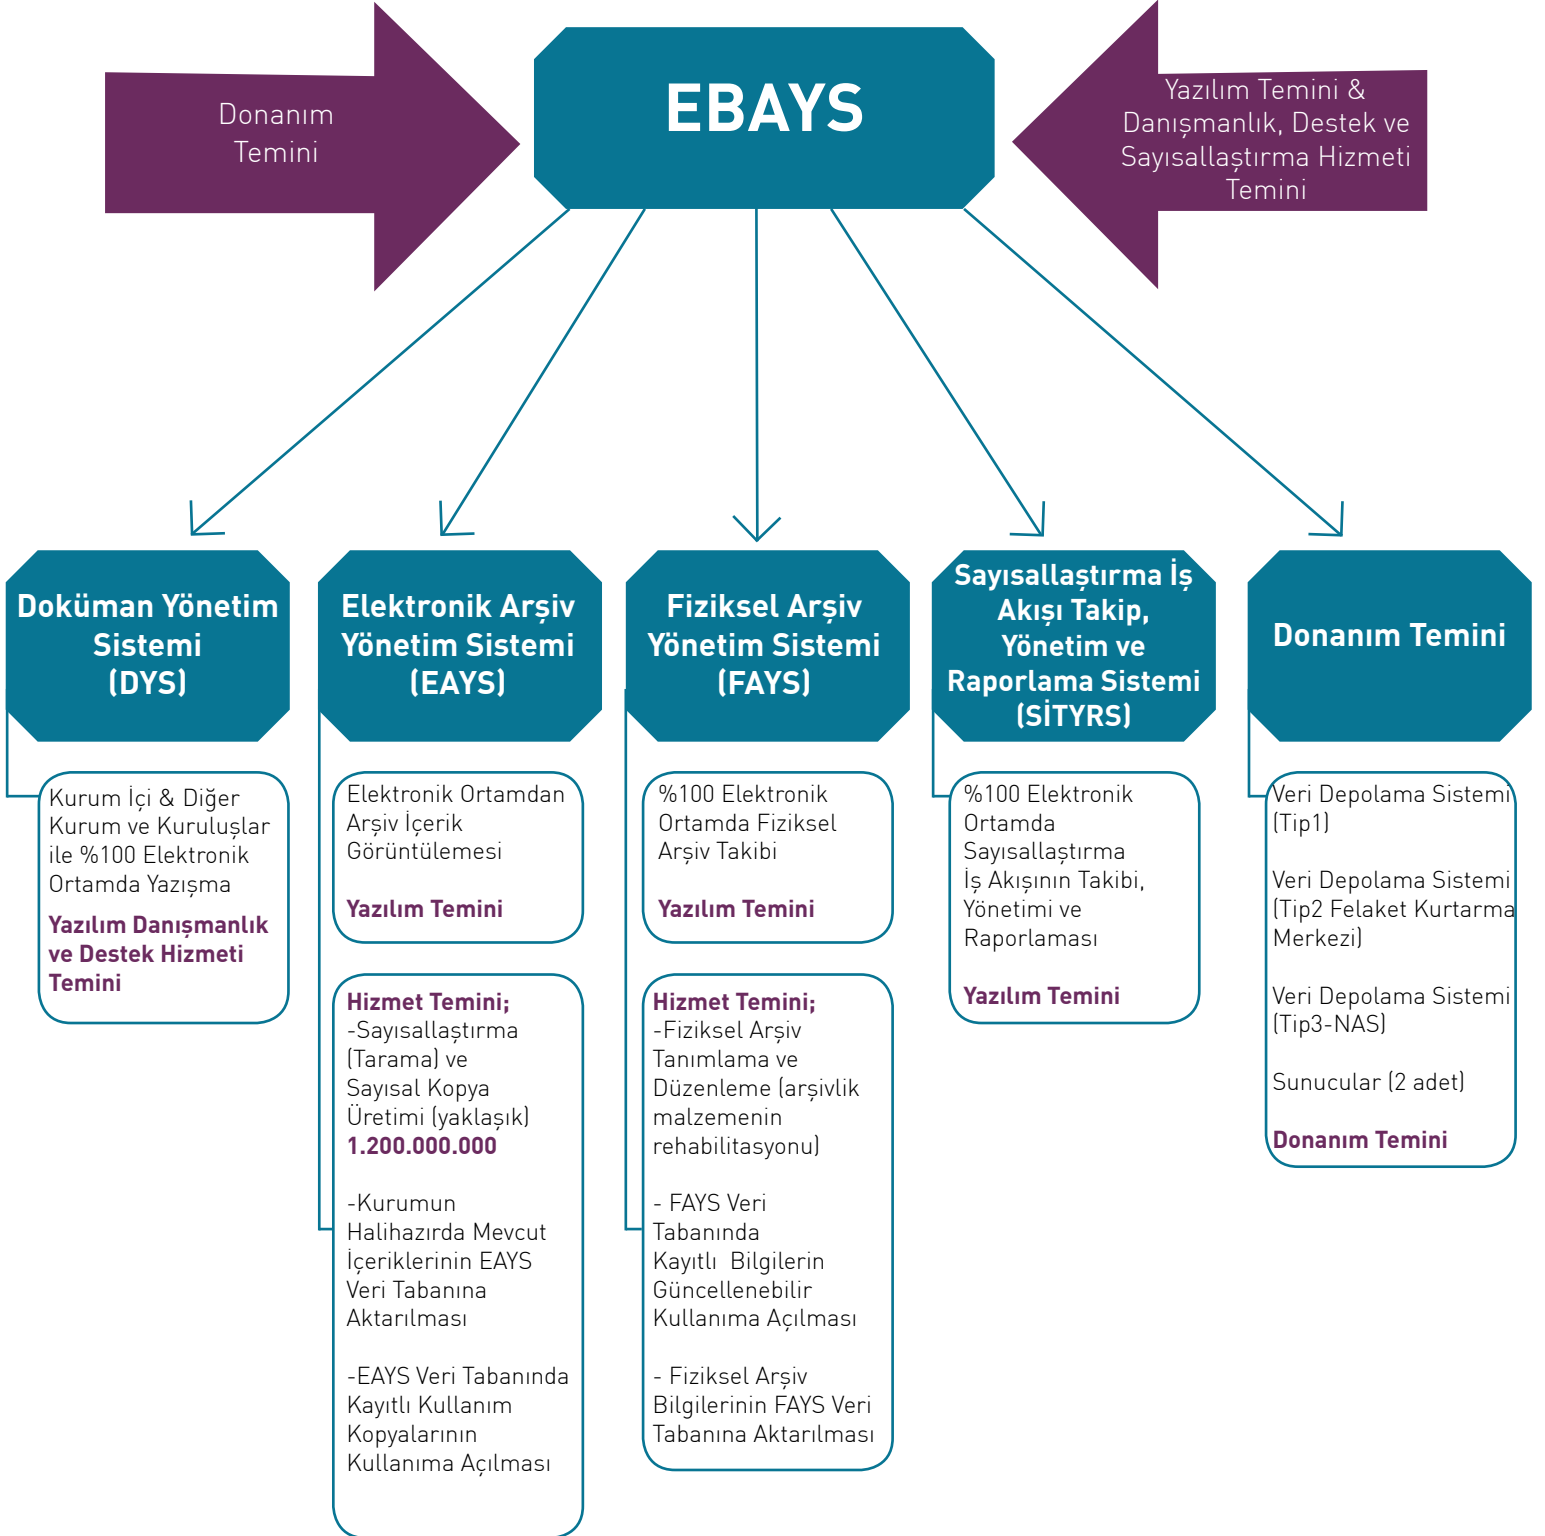 Donanım
Temini
EBAYS
Yazılım Temini &
Danışmanlık, Destek ve
Sayısallaştırma Hizmeti
Temini
Doküman Yönetim
Sistemi
(DYS)
Elektronik Arşiv
Yönetim Sistemi
(EAYS)
Fiziksel Arşiv
Yönetim Sistemi
(FAYS)
Sayısallaştırma İş
Akışı Takip,
Yönetim ve
Raporlama Sistemi
(SİTYRS)
Donanım Temini
Kurum İçi & Diğer
Kurum ve Kuruluşlar
ile %100 Elektronik
Ortamda Yazışma
Yazılım Danışmanlık
ve Destek Hizmeti
Temini
Elektronik Ortamdan
Arşiv İçerik
Görüntülemesi
Yazılım Temini
Hizmet Temini;
-Sayısallaştırma
(Tarama) ve
Sayısal Kopya
Üretimi (yaklaşık)
1.200.000.000
-Kurumun
Halihazırda Mevcut
İçeriklerinin EAYS
Veri Tabanına
Aktarılması
-EAYS Veri Tabanında
Kayıtlı Kullanım
Kopyalarının
Kullanıma Açılması
%100 Elektronik
Ortamda Fiziksel
Arşiv Takibi
Yazılım Temini
Hizmet Temini;
-Fiziksel Arşiv
Tanımlama ve
Düzenleme (arşivlik
malzemenin
rehabilitasyonu)
- FAYS Veri
Tabanında
Kayıtlı  Bilgilerin
Güncellenebilir
Kullanıma Açılması
- Fiziksel Arşiv
Bilgilerinin FAYS Veri
Tabanına Aktarılması
%100 Elektronik
Ortamda
Sayısallaştırma
İş Akışının Takibi,
Yönetimi ve
Raporlaması
Yazılım Temini
Veri Depolama Sistemi
(Tip1)
Veri Depolama Sistemi
(Tip2 Felaket Kurtarma
Merkezi)
Veri Depolama Sistemi
(Tip3-NAS)
Sunucular (2 adet)
Donanım Temini